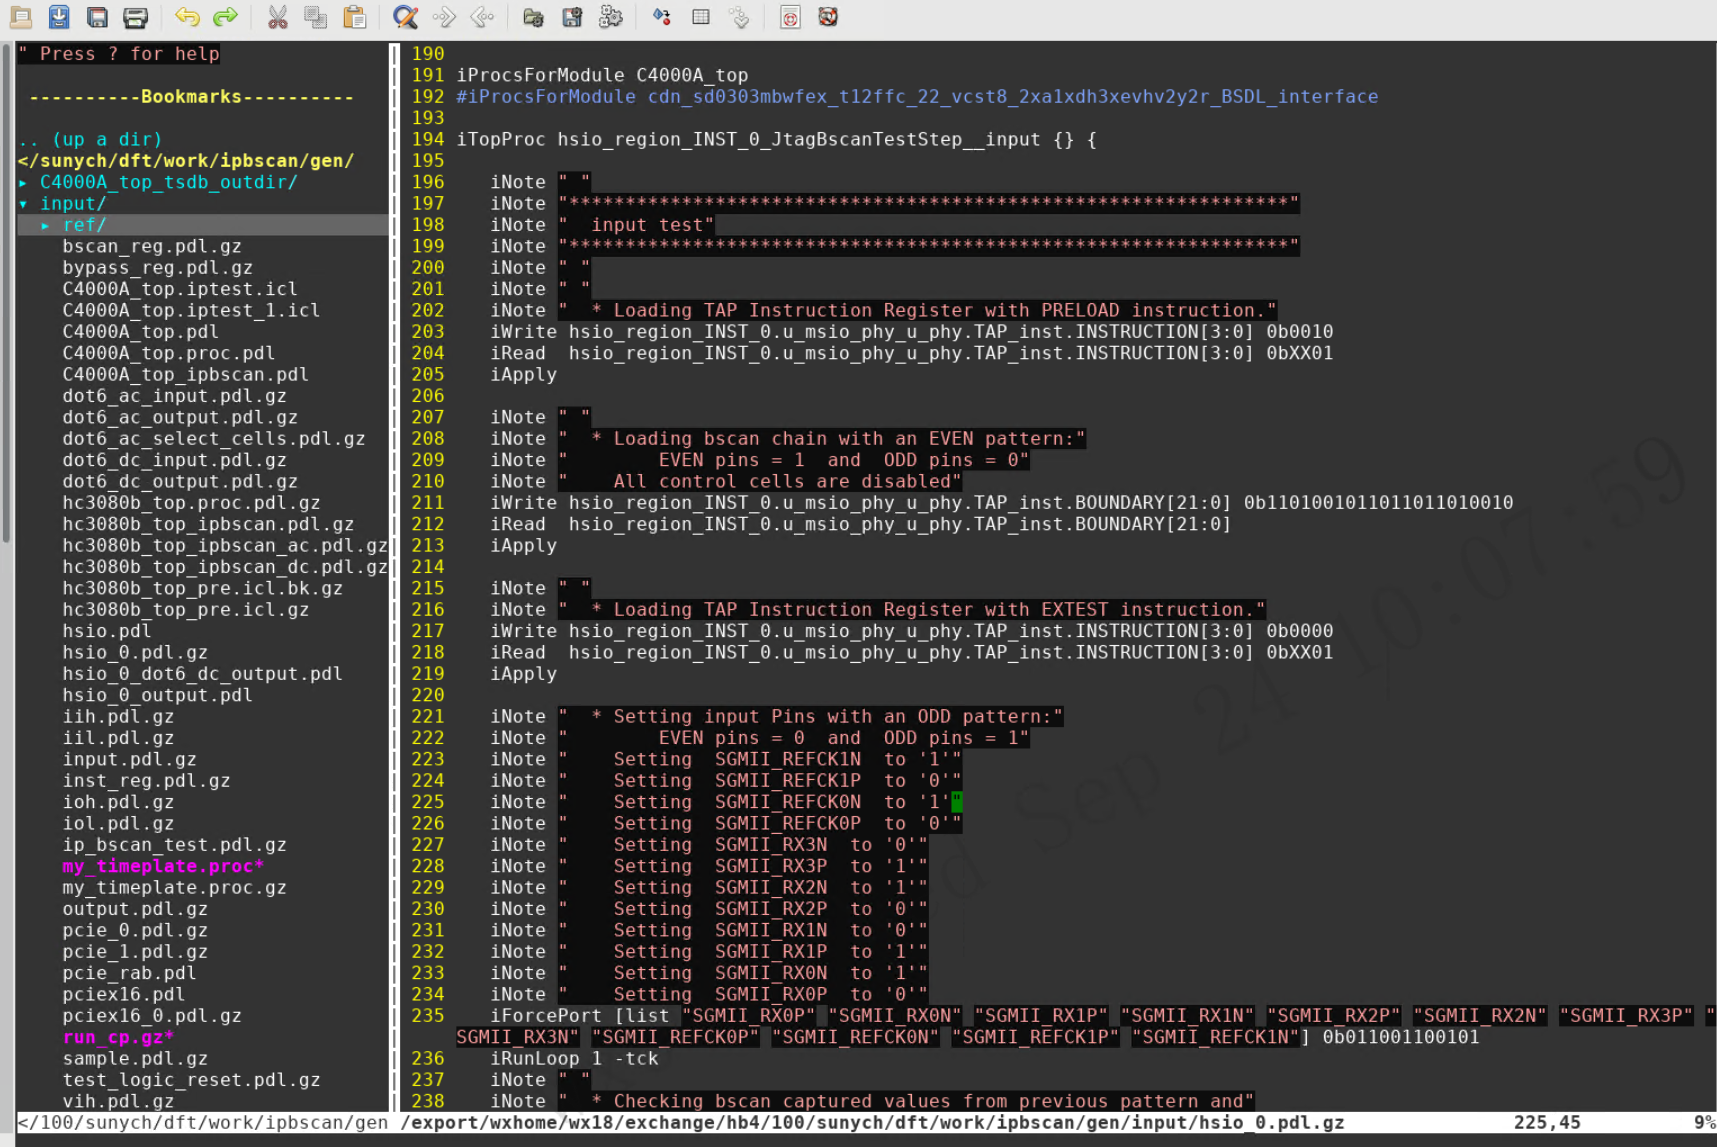 " Press ? for help
----------Bookmarks----------
.. (up a dir)
</sunych/dft/work/ipbscan/gen/
▸ C4000A_top_tsdb_outdir/
▾ input/
▸ ref/
bscan_reg.pdl.gz
bypass_reg.pdl.gz
C4000A_top.iptest.icl
C4000A_top.iptest_1.icl
C4000A_top.pdl
C4000A_top.proc.pdl
C4000A_top_ipbscan.pdl
dot6_ac_input.pdl.gz
dot6_ac_output.pdl.gz
dot6_ac_select_cells.pdl.gz
dot6_dc_input.pdl.gz
dot6_dc_output.pdl.gz
hc3080b_top.proc.pdl.gz
hc3080b_top_ipbscan.pdl.gz
hc3080b_top_ipbscan_ac.pdl.gz
hc3080b_top_ipbscan_dc.pdl.gz
hc3080b_top_pre.icl.bk.gz
hc3080b_top_pre.icl.gz
hsio.pdl
hsio_0.pdl.gz
hsio_0_dot6_dc_output.pdl
hsio_0_output.pdl
iih.pdl.gz
iil.pdl.gz
input.pdl.gz
inst_reg.pdl.gz
ioh.pdl.gz
iol.pdl.gz
ip_bscan_test.pdl.gz
my_timeplate.proc*
my_timeplate.proc.gz
output.pdl.gz
pcie_0.pdl.gz
pcie_1.pdl.gz
pcie_rab.pdl
pciex16.pdl
pciex16_0.pdl.gz
run_cp.gz*
sample.pdl.gz
test_logic_reset.pdl.gz
vih.pdl.gz
190
191 iProcsForModule C4000A_top
192 #iProcsForModule cdn_sd0303mbwfex_t12ffc_22_vcst8_2xa1xdh3xevhv2y2r_BSDL_interface
193
194 iTopProc hsio_region_INST_0_JtagBscanTestStep__input {} {
195
196 iNote " "
197 iNote "****************************************************************"
198 iNote "  input test"
199 iNote "****************************************************************"
200 iNote " "
201 iNote " "
202 iNote "  * Loading TAP Instruction Register with PRELOAD instruction."
203 iWrite hsio_region_INST_0.u_msio_phy_u_phy.TAP_inst.INSTRUCTION[3:0] 0b0010
204 iRead  hsio_region_INST_0.u_msio_phy_u_phy.TAP_inst.INSTRUCTION[3:0] 0bXX01
205 iApply
206
207 iNote " "
208 iNote "  * Loading bscan chain with an EVEN pattern:"
209 iNote "        EVEN pins = 1  and  ODD pins = 0"
210 iNote "    All control cells are disabled"
211 iWrite hsio_region_INST_0.u_msio_phy_u_phy.TAP_inst.BOUNDARY[21:0] 0b1101001011011011010010
212 iRead  hsio_region_INST_0.u_msio_phy_u_phy.TAP_inst.BOUNDARY[21:0]
213 iApply
214
215 iNote " "
216 iNote "  * Loading TAP Instruction Register with EXTEST instruction."
217 iWrite hsio_region_INST_0.u_msio_phy_u_phy.TAP_inst.INSTRUCTION[3:0] 0b0000
218 iRead  hsio_region_INST_0.u_msio_phy_u_phy.TAP_inst.INSTRUCTION[3:0] 0bXX01
219 iApply
220
221 iNote "  * Setting input Pins with an ODD pattern:"
222 iNote "        EVEN pins = 0  and  ODD pins = 1"
223 iNote "    Setting  SGMII_REFCK1N  to '1'"
224 iNote "    Setting  SGMII_REFCK1P  to '0'"
225 iNote "    Setting  SGMII_REFCK0N  to '1'"
226 iNote "    Setting  SGMII_REFCK0P  to '0'"
227 iNote "    Setting  SGMII_RX3N  to '0'"
228 iNote "    Setting  SGMII_RX3P  to '1'"
229 iNote "    Setting  SGMII_RX2N  to '1'"
230 iNote "    Setting  SGMII_RX2P  to '0'"
231 iNote "    Setting  SGMII_RX1N  to '0'"
232 iNote "    Setting  SGMII_RX1P  to '1'"
233 iNote "    Setting  SGMII_RX0N  to '1'"
234 iNote "    Setting  SGMII_RX0P  to '0'"
235 iForcePort [list "SGMII_RX0P" "SGMII_RX0N" "SGMII_RX1P" "SGMII_RX1N" "SGMII_RX2P" "SGMII_RX2N" "SGMII_RX3P" "
SGMII_RX3N" "SGMII_REFCK0P" "SGMII_REFCK0N" "SGMII_REFCK1P" "SGMII_REFCK1N"] 0b011001100101
236 iRunLoop 1 -tck
237 iNote " "
238 iNote "  * Checking bscan captured values from previous pattern and"
</100/sunych/dft/work/ipbscan/gen /export/wxhome/wx18/exchange/hb4/100/sunych/dft/work/ipbscan/gen/input/hsio_0.pdl.gz 225,45 9%
Sep 24 10:07:59